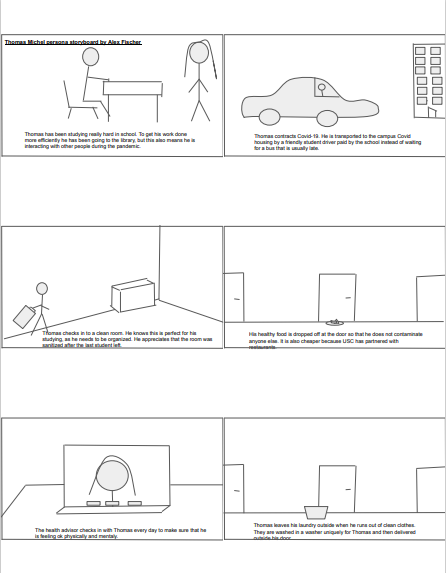 Thomas Michel persona storyboard by Alex Fischer
Thomas has been studying really hard in school. To get his work done
more efficiently he has been going to the library, but this also means he is
interacting with other people during the pandemic.
Thomas contracts Covid-19. He is transported to the campus Covid
housing by a friendly student driver paid by the school instead of waiting
for a bus that is usually late.
Thomas checks in to a clean room. He knows this is perfect for his
studying, as he needs to be organized. He appreciates that the room was
sanitized after the last student left.
His healthy food is dropped off at the door so that he does not contaminate
anyone else. It is also cheaper because USC has partnered with
restaurants.
The health advisor checks in with Thomas every day to make sure that he
is feeling ok physically and mentaly.
Thomas leaves his laundry outside when he runs out of clean clothes.
They are washed in a washer uniquely for Thomas and then delivered
outside his door.